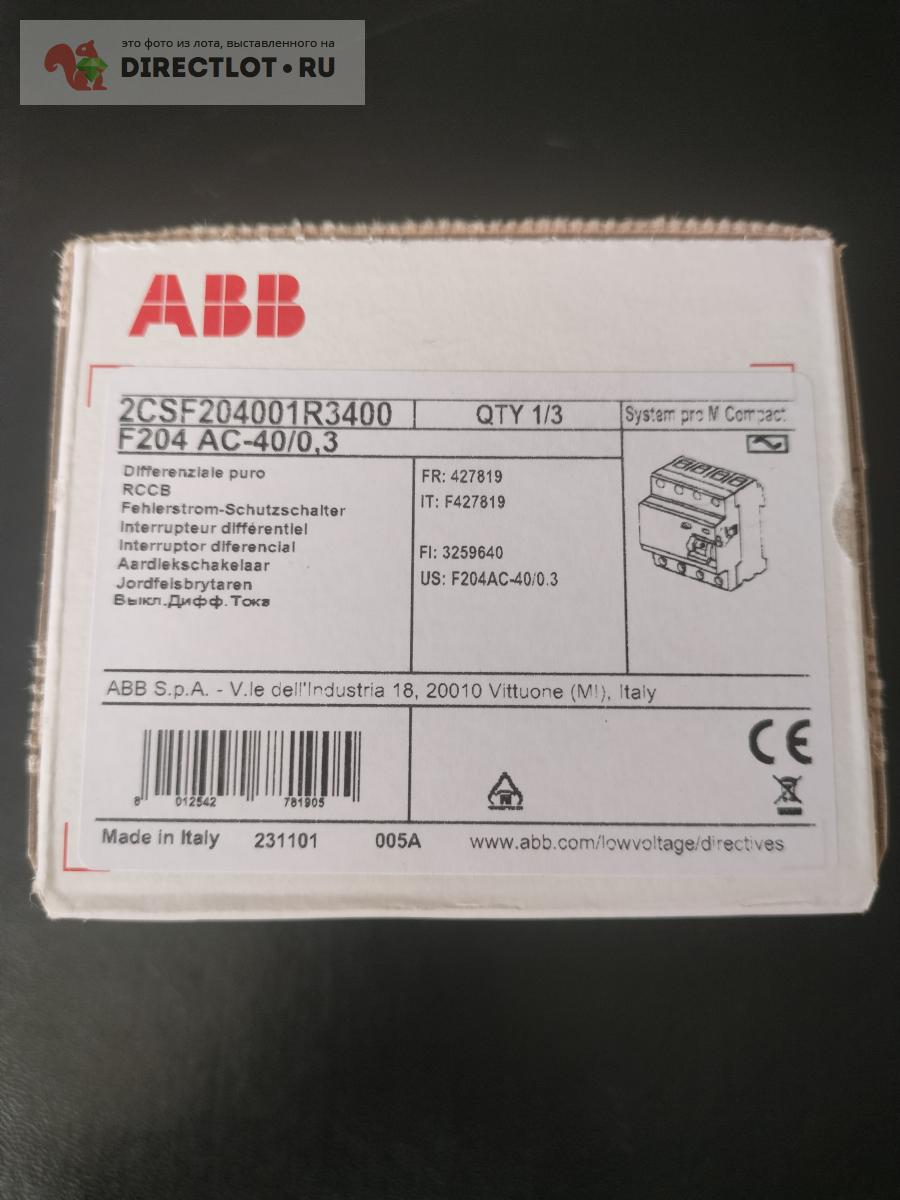 это фото из лота, выставленного на
DIRECTLOT•RU
ABB
2CSF204001R3400
QTY 1/3
System pro M Compact
F204 AC-40/0,3
Differenziale puro
RCCB
Fehlerstrom-Schutzschalter
Interrupteur différentiel
Interruptor diferencial
Aardlekschakelaar
Jordfelsbrytaren
Выкл.Дифф.Тока
FR: 427819
IT: F427819
FI: 3259640
US: F204AC-40/0.3
ABB S.p.A. - V.le dell'Industria 18, 20010 Vittuone (MI), Italy
8 012542 781905
CE
Made in Italy 231101 005A www.abb.com/lowvoltage/directives